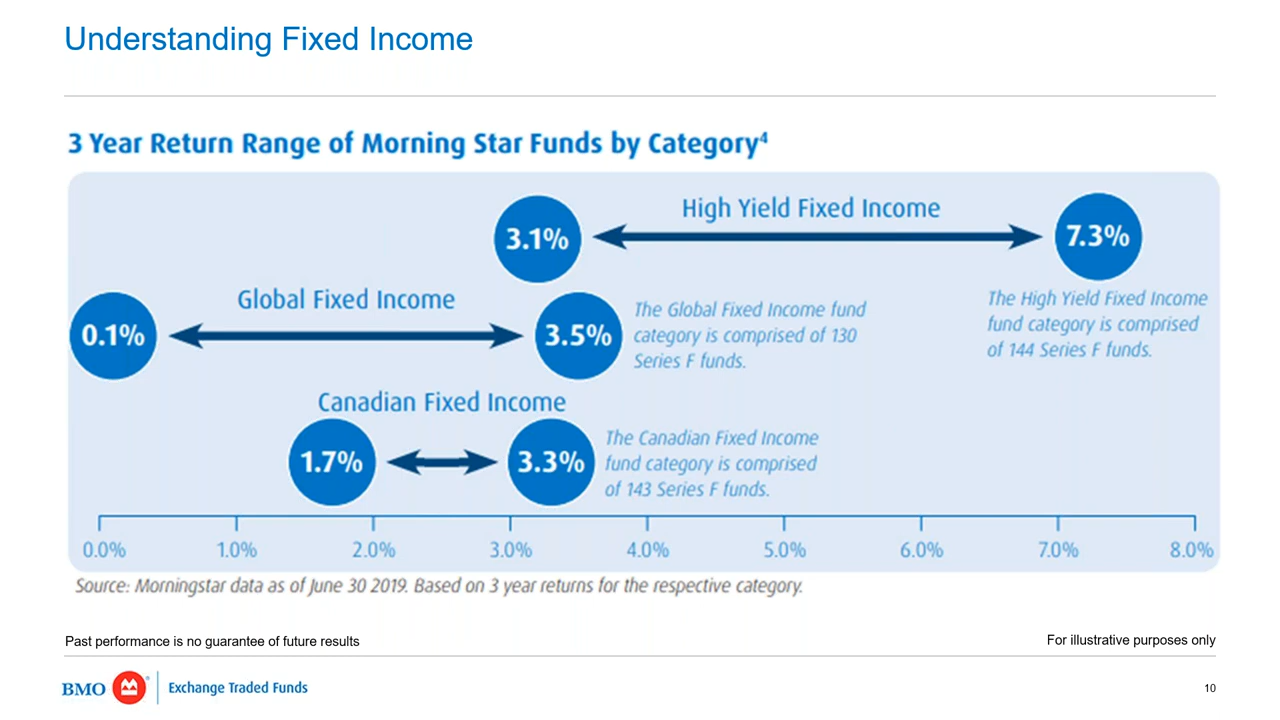 Understanding Fixed Income
3 Year Return Range of Morning Star Funds by Category⁴
High Yield Fixed Income
3.1%
7.3%
Global Fixed Income
0.1%
3.5%
The Global Fixed Income fund
category is comprised of 130
Series F funds.
The High Yield Fixed Income
fund category is comprised
of 144 Series F funds.
Canadian Fixed Income
1.7%
3.3%
The Canadian Fixed Income
fund category is comprised
of 143 Series F funds.
0.0% 1.0% 2.0% 3.0% 4.0% 5.0% 6.0% 7.0% 8.0%
Source: Morningstar data as of June 30 2019. Based on 3 year returns for the respective category.
Past performance is no guarantee of future results
For illustrative purposes only
BMO Exchange Traded Funds
10